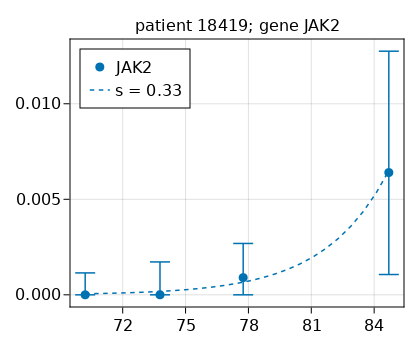 patient 18419; gene JAK2
JAK2
s = 0.33
0.010
0.005
0.000
72 75 78 81 84